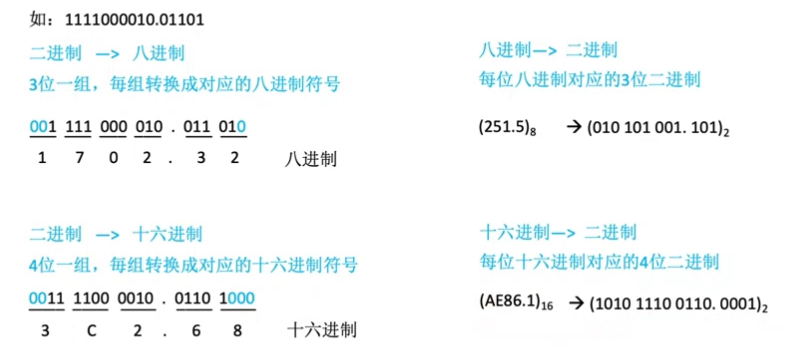 如：1111000010.01101
二进制 —> 八进制
3位一组，每组转换成对应的八进制符号
001 111 000 010 . 011 010
1 7 0 2 . 3 2 八进制
八进制—> 二进制
每位八进制对应的3位二进制
(251.5)8 → (010 101 001. 101)2
二进制 —> 十六进制
4位一组，每组转换成对应的十六进制符号
0011 1100 0010 . 0110 1000
3 C 2 . 6 8 十六进制
十六进制—> 二进制
每位十六进制对应的4位二进制
(AE86.1)16 → (1010 1110 0110. 0001)2